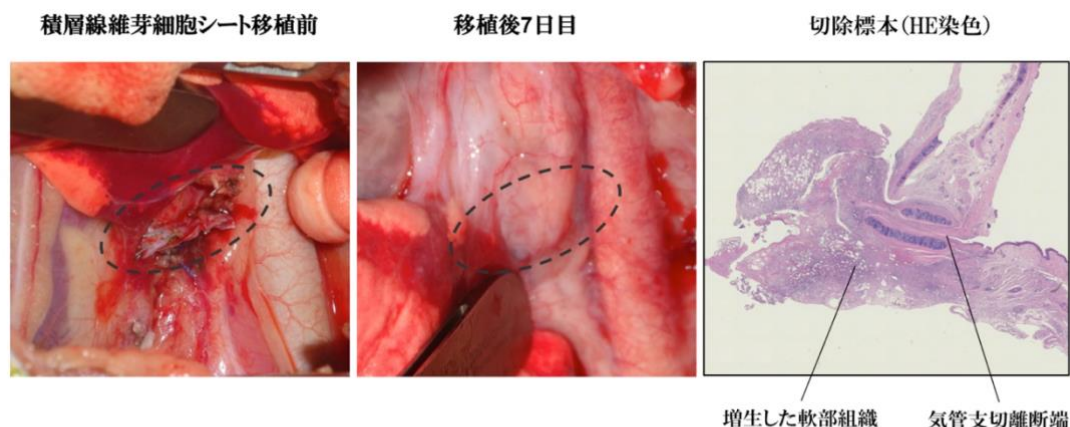 積層線維芽細胞シート移植前
移植後7日目
切除標本(HE染色)
増生した軟部組織
気管支切離断端